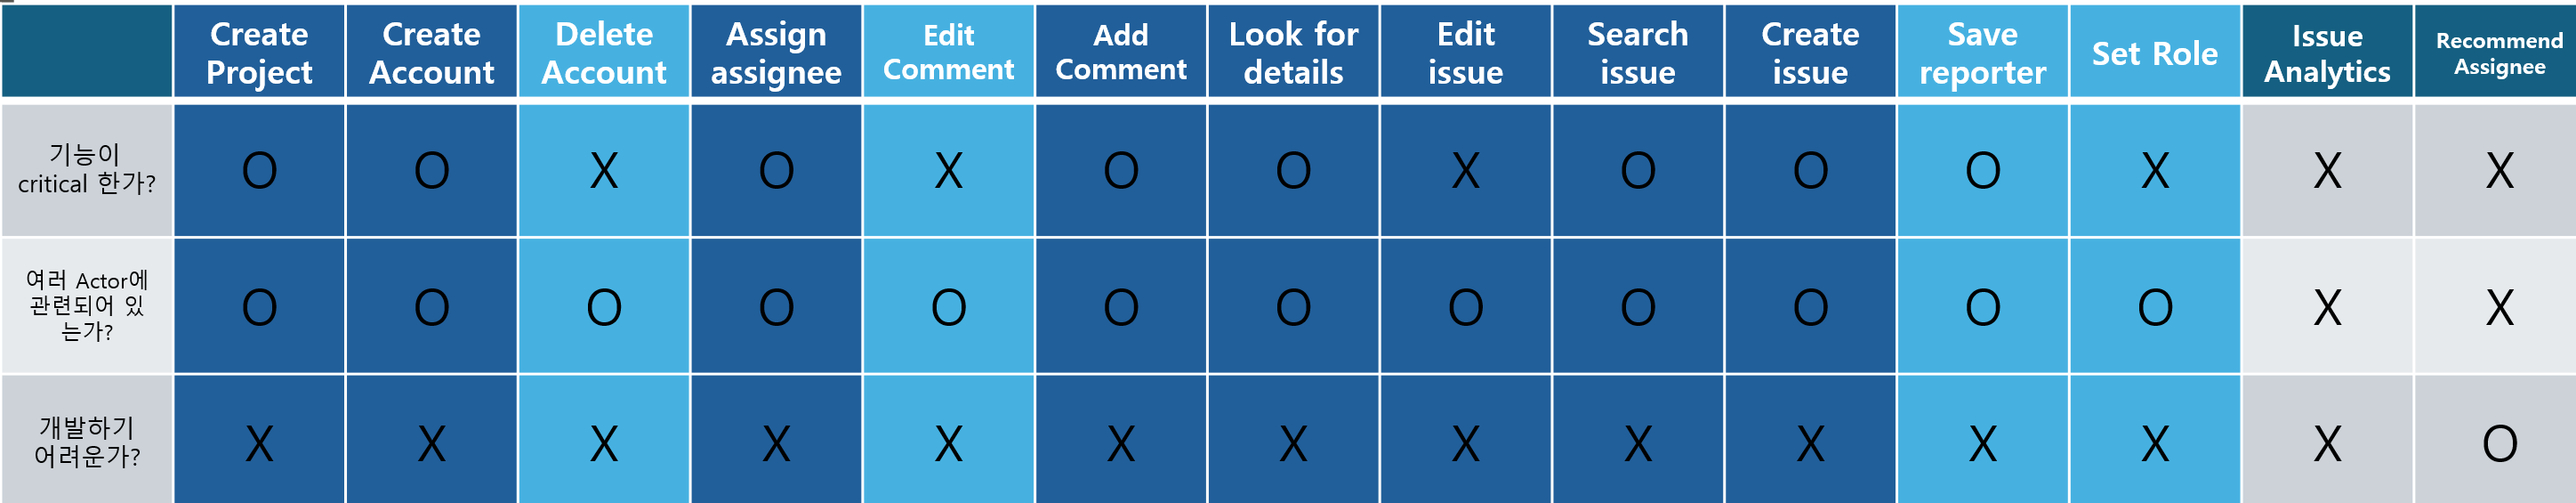 Create Project
Create Account
Delete Account
Assign assignee
Edit Comment
Add Comment
Look for details
Edit issue
Search issue
Create issue
Save reporter
Set Role
Issue Analytics
Recommend Assignee
기능이
critical 한가?
O O X O X O O X O O O X X X
여러 Actor에
관련되어 있
는가?
O O O O O O O O O O O O X X
개발하기
어려운가?
X X X X X X X X X X X X X O